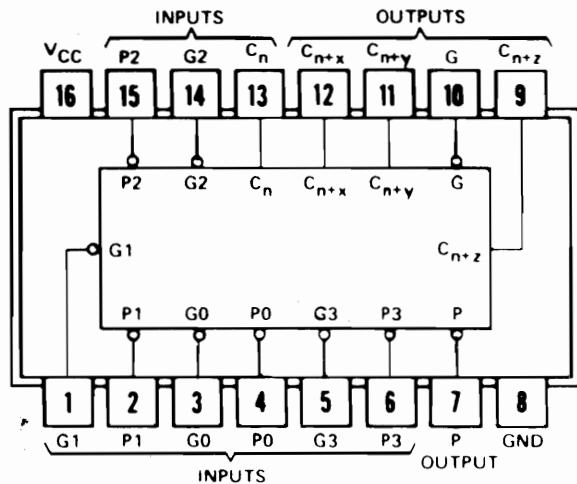 INPUTS OUTPUTS
VCC P2 G2 Cn Cn+x Cn+y G Cn+z
16 15 14 13 12 11 10 9
P2 G2 Cn Cn+x Cn+y G
G1 Cn+z
P1 G0 P0 G3 P3 P
1 2 3 4 5 6 7 8
G1 P1 G0 P0 G3 P3 P GND
INPUTS OUTPUT